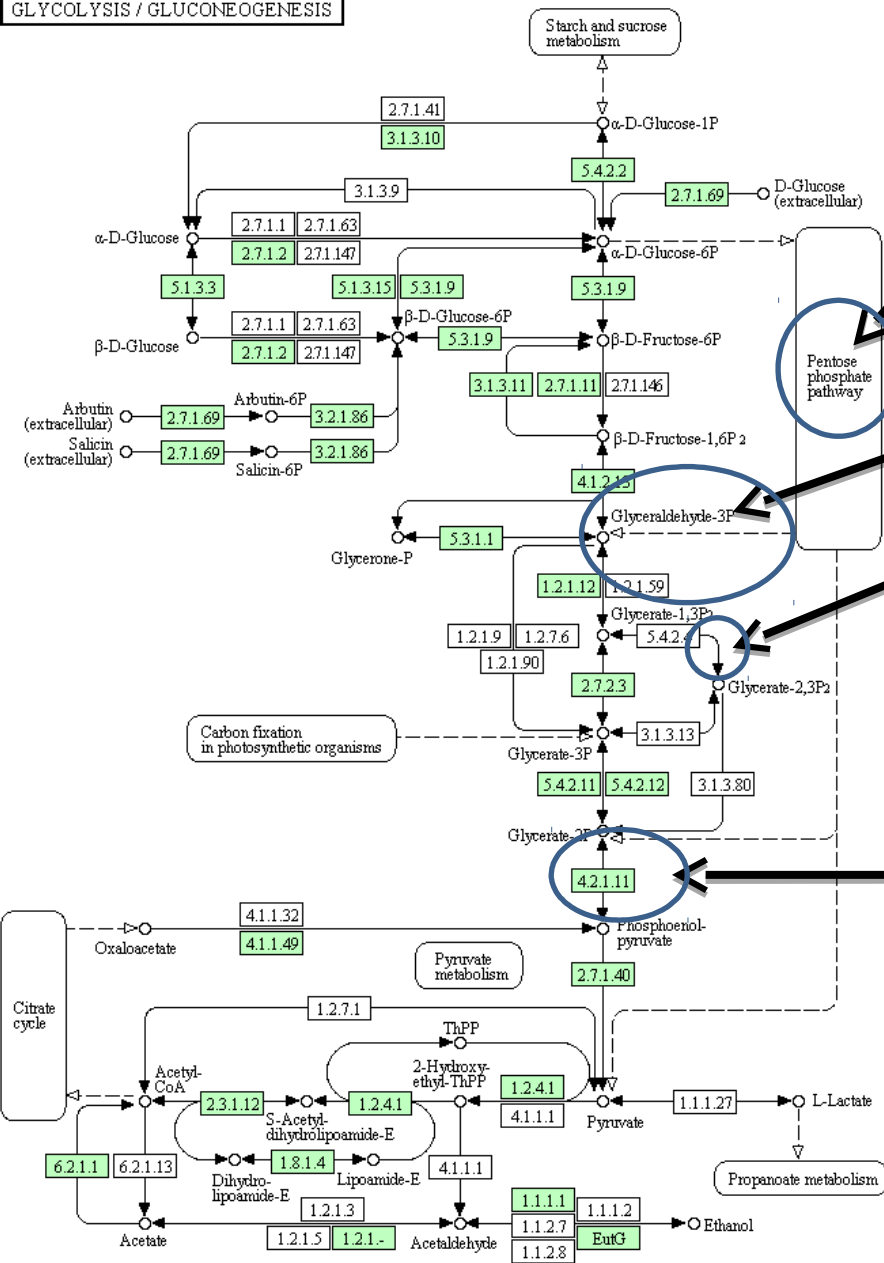 GLYCOLYSIS / GLUCONEOGENESIS
Starch and sucrose
metabolism
2.7.1.41
3.1.3.10
α-D-Glucose-1P
5.4.2.2
3.1.3.9
2.7.1.69
D-Glucose
(extracellular)
α-D-Glucose
2.7.1.1
2.7.1.63
2.7.1.2
2.7.1.147
α-D-Glucose-6P
5.1.3.3
5.1.3.15
5.3.1.9
5.3.1.9
β-D-Glucose
2.7.1.1
2.7.1.63
2.7.1.2
2.7.1.147
β-D-Glucose-6P
5.3.1.9
β-D-Fructose-6P
Pentose
phosphate
pathway
3.1.3.11
2.7.1.11
2.7.1.146
Arbutin
(extracellular)
2.7.1.69
Arbutin-6P
3.2.1.86
Salicin
(extracellular)
2.7.1.69
Salicin-6P
3.2.1.86
β-D-Fructose-1,6P2
4.1.2.13
Glyceraldehyde-3P
Glycerone-P
5.3.1.1
1.2.1.12
1.2.1.59
Glycerate-1,3P2
1.2.1.9
1.2.7.6
1.2.1.90
5.4.2.4
2.7.2.3
Glycerate-2,3P2
Carbon fixation
in photosynthetic organisms
Glycerate-3P
3.1.3.13
5.4.2.11
5.4.2.12
3.1.3.80
Glycerate-2P
4.2.1.11
Oxaloacetate
4.1.1.32
4.1.1.49
Phosphoenol-
pyruvate
Pyruvate
metabolism
2.7.1.40
Citrate
cycle
1.2.7.1
ThPP
Acetyl-
CoA
2-Hydroxy-
ethyl-ThPP
2.3.1.12
S-Acetyl-
dihydrolipoamide-E
1.2.4.1
1.2.4.1
4.1.1.1
Pyruvate
1.1.1.27
L-Lactate
6.2.1.1
6.2.1.13
Dihydro-
lipoamide-E
1.8.1.4
Lipoamide-E
4.1.1.1
Propanoate metabolism
Acetate
1.2.1.3
1.2.1.5
1.2.1.-
Acetaldehyde
1.1.1.1
1.1.1.2
1.1.2.7
EutG
1.1.2.8
Ethanol